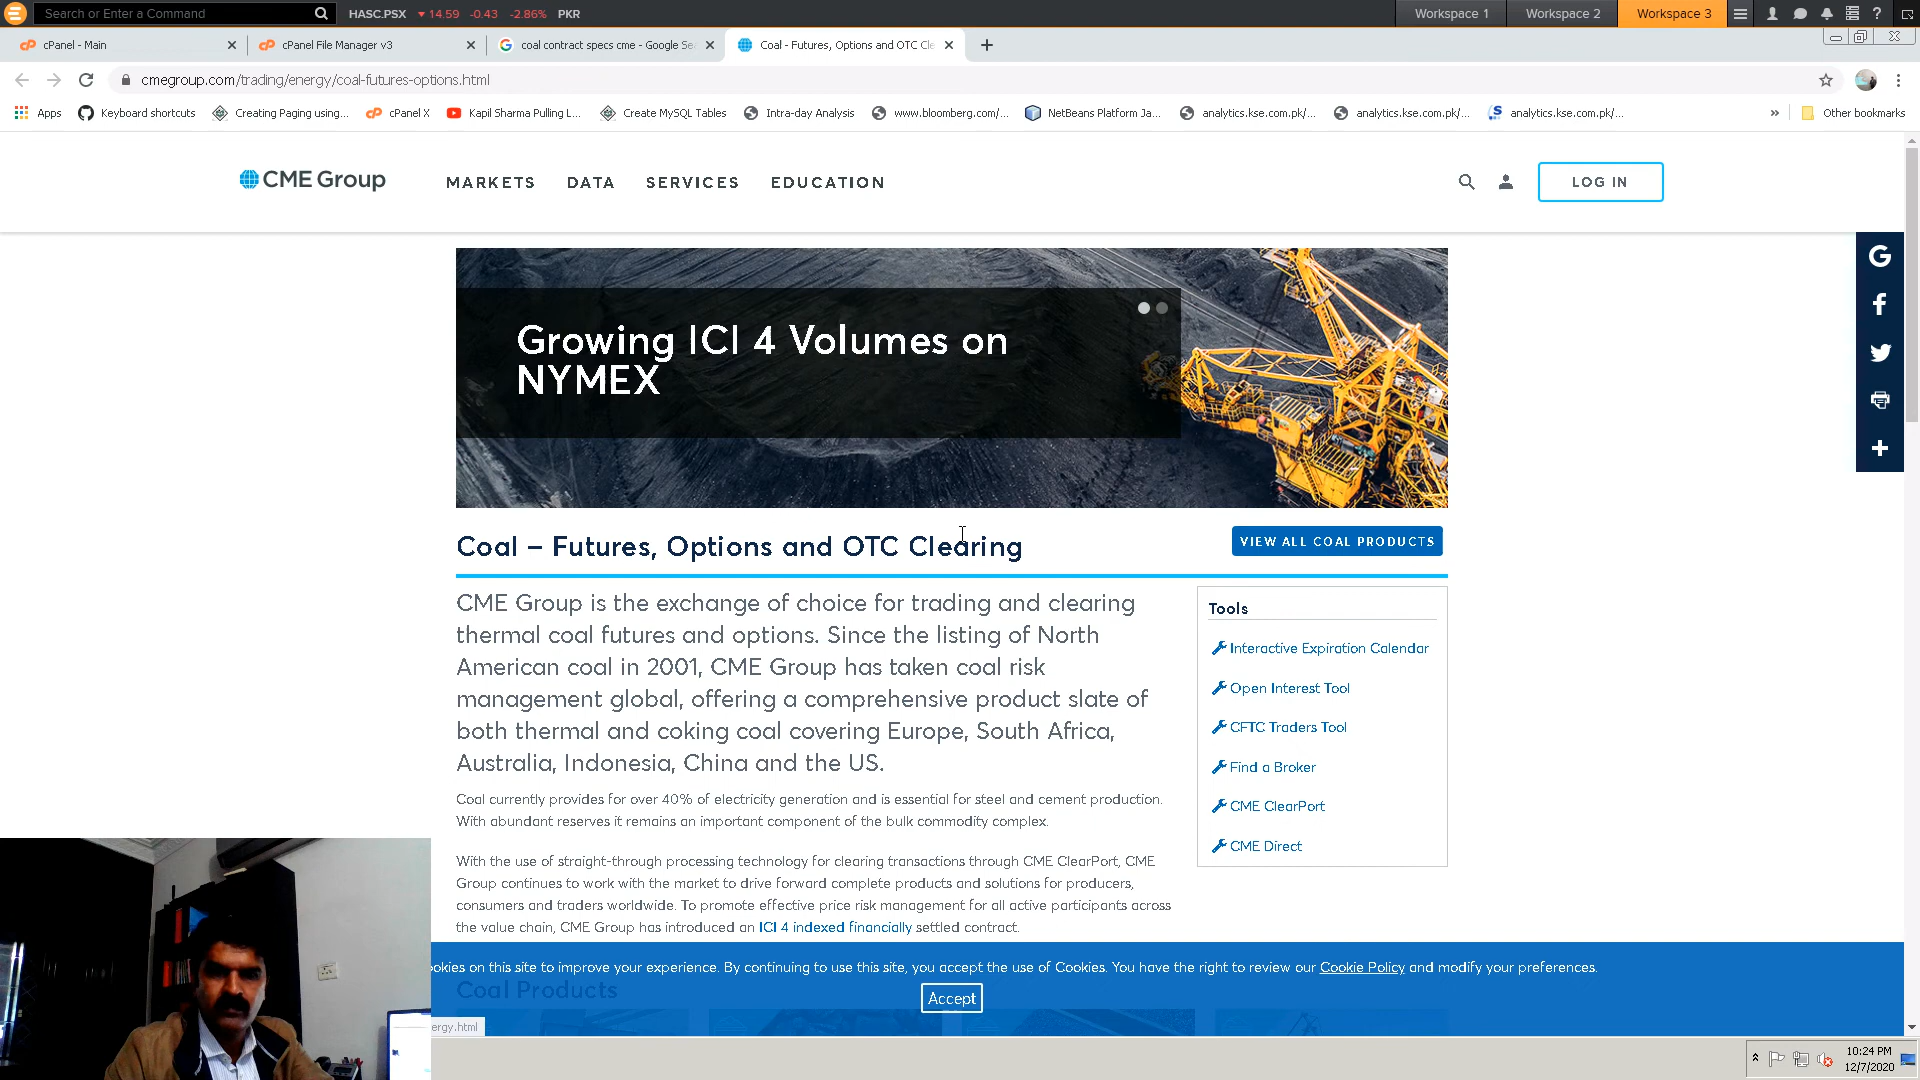 Search or Enter a Command
HASC.PSX ▼ 14.59 -0.43 -2.86% PKR
Workspace 1
Workspace 2
Workspace 3
cPanel - Main
cPanel File Manager v3
coal contract specs cme - Google Se
Coal - Futures, Options and OTC Cle
cmegroup.com/trading/energy/coal-futures-options.html
Apps
Keyboard shortcuts
Creating Paging using...
cPanel X
Kapil Sharma Pulling L...
Create MySQL Tables
Intra-day Analysis
www.bloomberg.com/...
NetBeans Platform Ja...
analytics.kse.com.pk/...
analytics.kse.com.pk/...
analytics.kse.com.pk/...
Other bookmarks
CME Group
MARKETS
DATA
SERVICES
EDUCATION
LOG IN
Growing ICI 4 Volumes on
NYMEX
Coal – Futures, Options and OTC Clearing
VIEW ALL COAL PRODUCTS
CME Group is the exchange of choice for trading and clearing
thermal coal futures and options. Since the listing of North
American coal in 2001, CME Group has taken coal risk
management global, offering a comprehensive product slate of
both thermal and coking coal covering Europe, South Africa,
Australia, Indonesia, China and the US.
Coal currently provides for over 40% of electricity generation and is essential for steel and cement production.
With abundant reserves it remains an important component of the bulk commodity complex.
With the use of straight-through processing technology for clearing transactions through CME ClearPort, CME
Group continues to work with the market to drive forward complete products and solutions for producers,
consumers and traders worldwide. To promote effective price risk management for all active participants across
the value chain, CME Group has introduced an ICI 4 indexed financially settled contract.
Tools
Interactive Expiration Calendar
Open Interest Tool
CFTC Traders Tool
Find a Broker
CME ClearPort
CME Direct
ookies on this site to improve your experience. By continuing to use this site, you accept the use of Cookies. You have the right to review our Cookie Policy and modify your preferences.
Coal Products
Accept
ergy.html
10:24 PM
12/7/2020